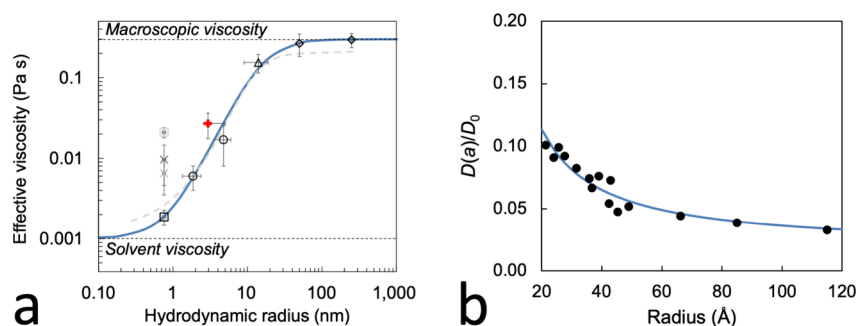 Macroscopic viscosity
Effective viscosity (Pa s)
0.1
0.01
0.001
Solvent viscosity
0.10 1 10 100 1,000
Hydrodynamic radius (nm)
a
D(a)/D₀
0.20
0.15
0.10
0.05
0.00
20 40 60 80 100 120
Radius (Å)
b